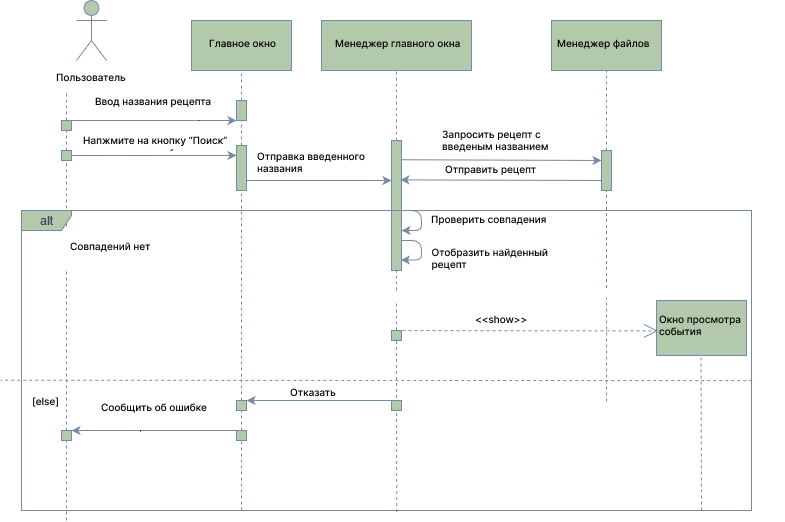 Пользователь
Главное окно
Менеджер главного окна
Менеджер файлов
Ввод названия рецепта
Напжмите на кнопку “Поиск”
Отправка введенного
названия
Запросить рецепт с
введеным названием
Отправить рецепт
alt
Проверить совпадения
Совпадений нет
Отобразить найденный
рецепт
<<show>>
Окно просмотра
события
[else]
Отказать
Сообщить об ошибке